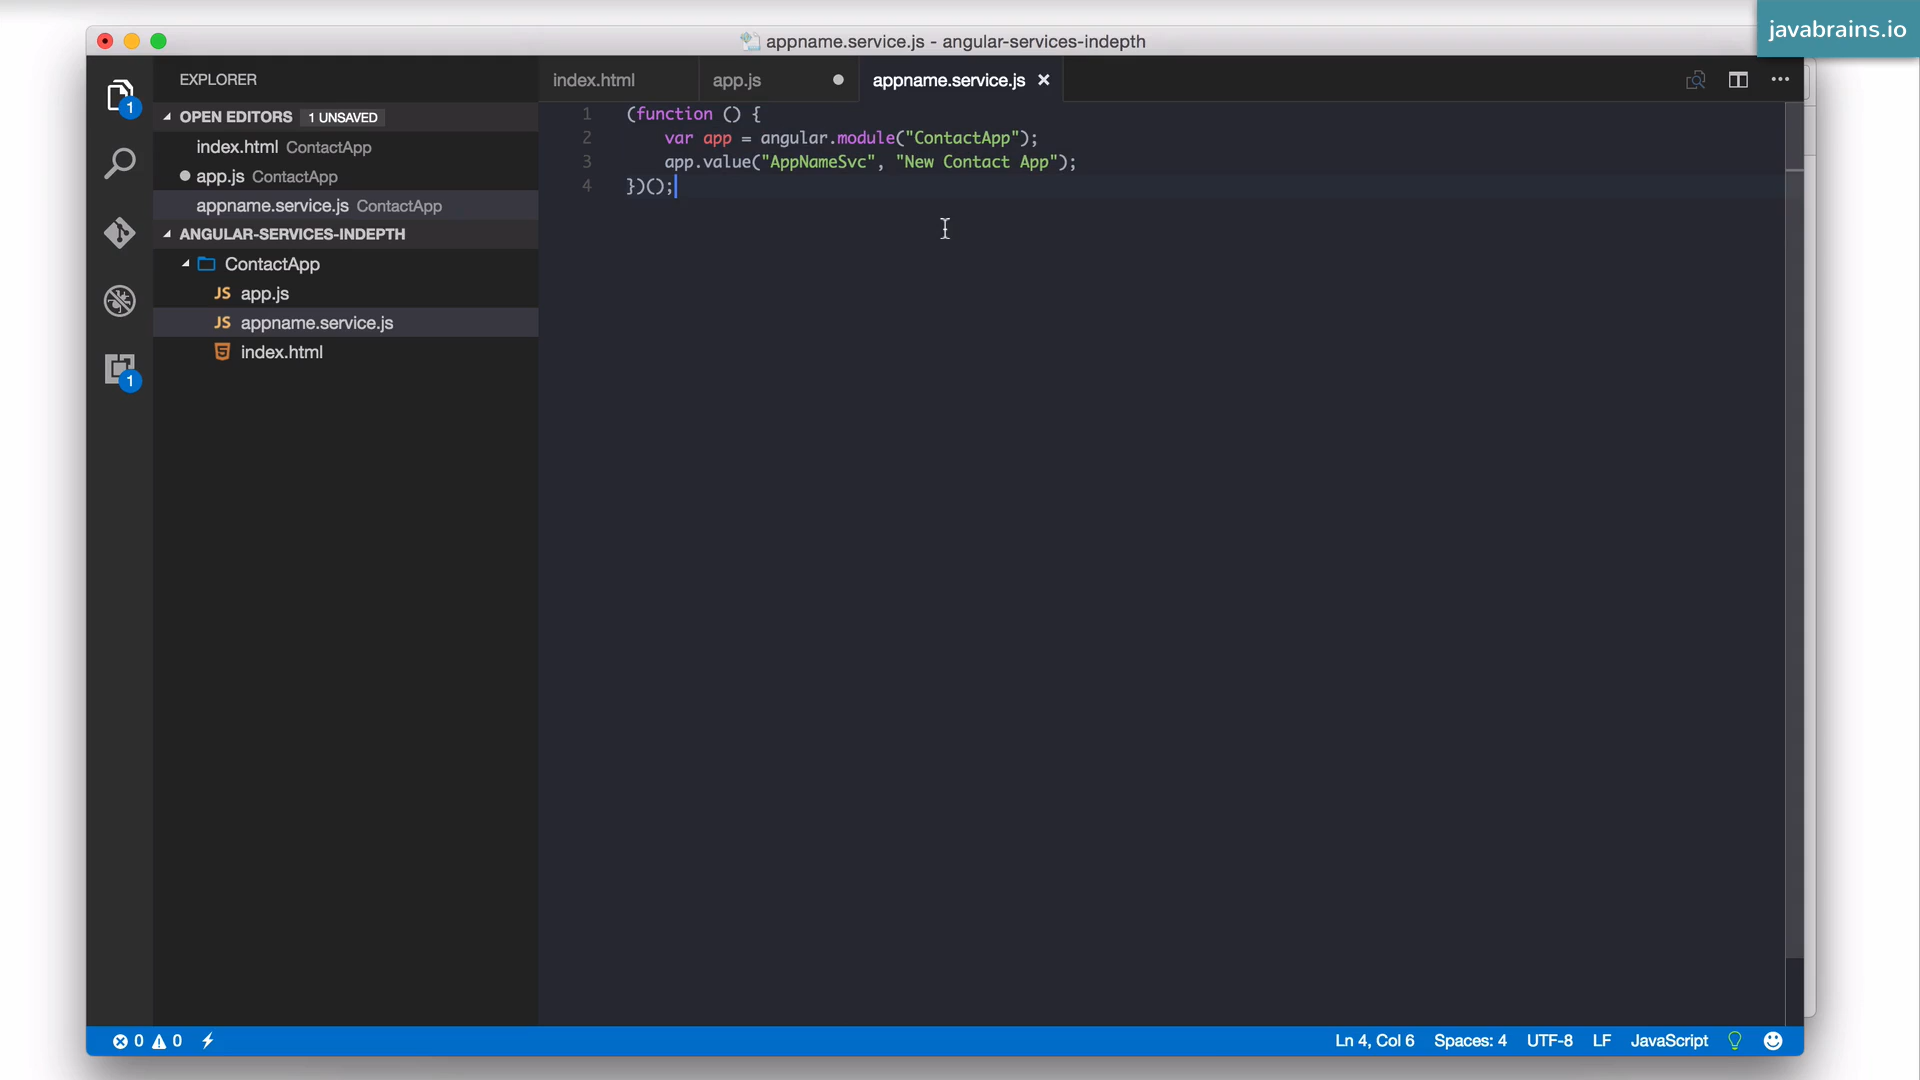 javabrains.io
appname.service.js - angular-services-indepth
EXPLORER
index.html
app.js
appname.service.js
1
OPEN EDITORS 1 UNSAVED
index.html ContactApp
app.js ContactApp
appname.service.js ContactApp
ANGULAR-SERVICES-INDEPTH
ContactApp
JS app.js
JS appname.service.js
5 index.html
1
1 (function () {
2 var app = angular.module("ContactApp");
3 app.value("AppNameSvc", "New Contact App");
4 })();
0 0
Ln 4, Col 6 Spaces: 4 UTF-8 LF JavaScript